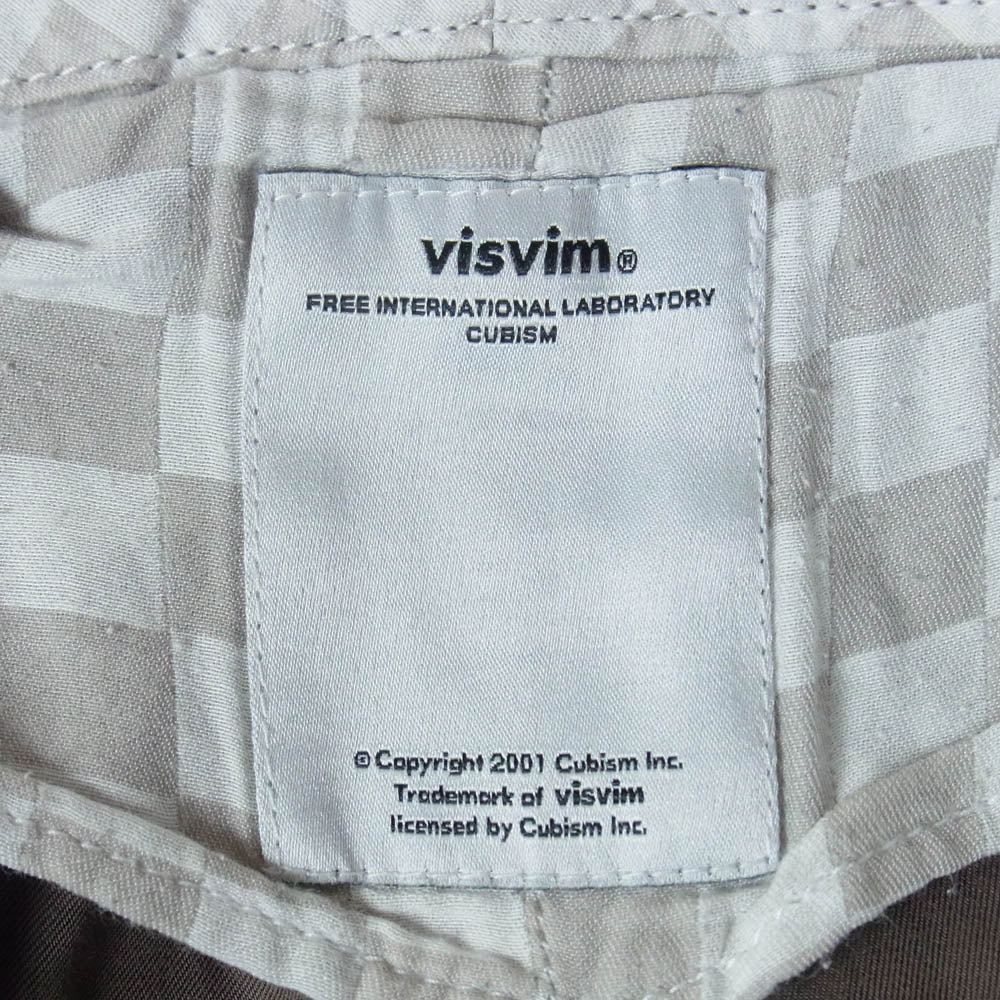 visvim®
FREE INTERNATIONAL LABORATORY
CUBISM
© Copyright 2001 Cubism Inc.
Trademark of visvim
licensed by Cubism Inc.